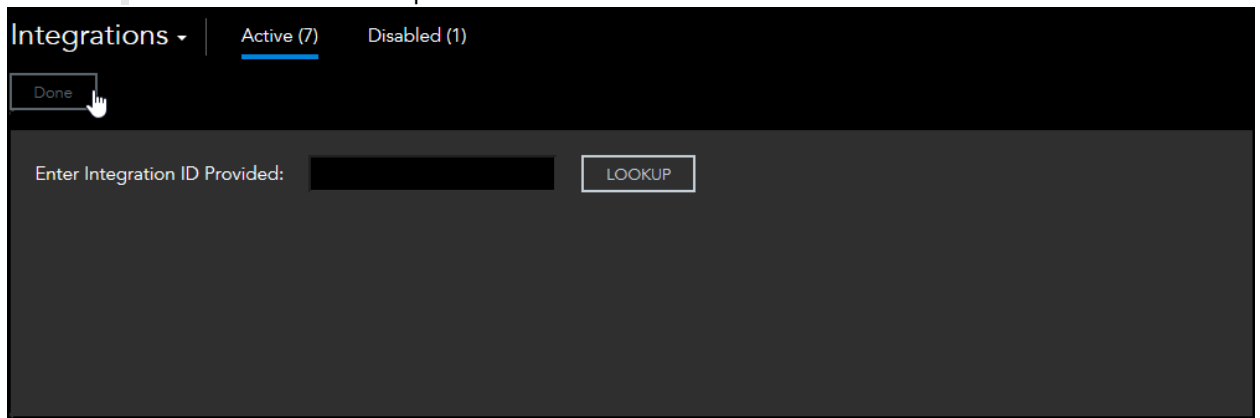 Integrations
Active (7)
Disabled (1)
Done
Enter Integration ID Provided:
LOOKUP